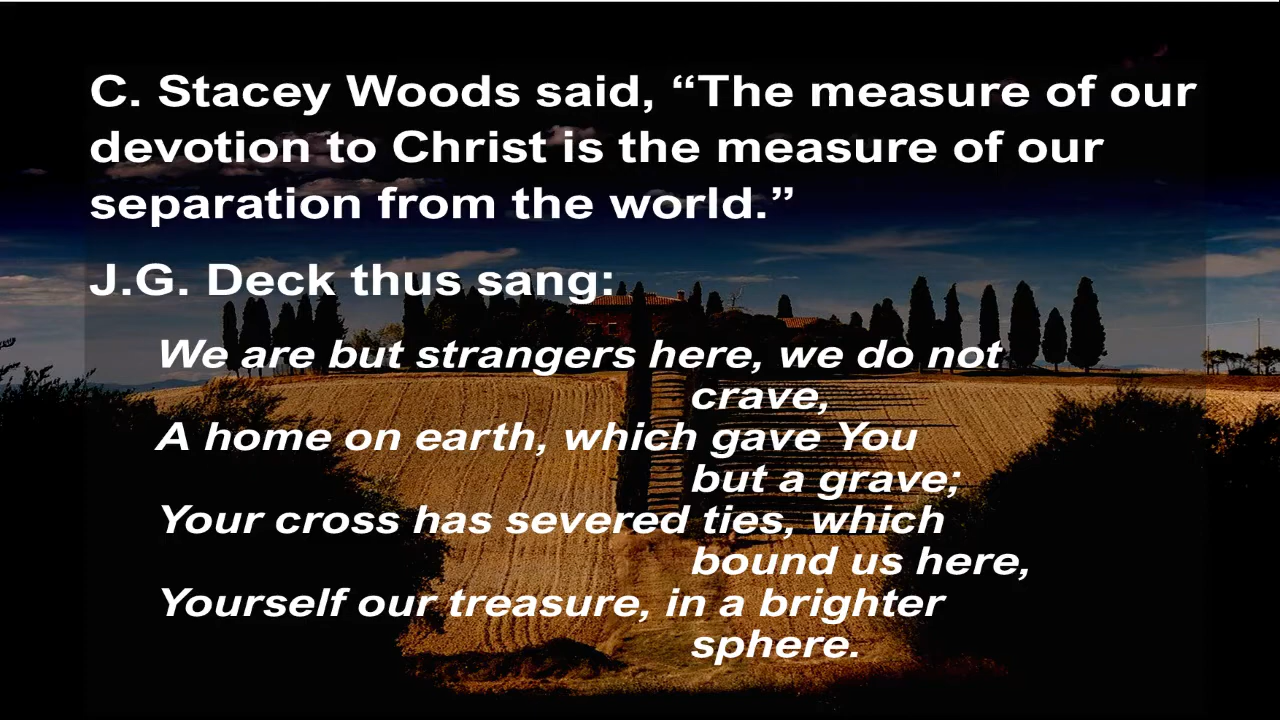 C. Stacey Woods said, “The measure of our
devotion to Christ is the measure of our
separation from the world.”
J.G. Deck thus sang:
We are but strangers here, we do not
crave,
A home on earth, which gave You
but a grave;
Your cross has severed ties, which
bound us here,
Yourself our treasure, in a brighter
sphere.